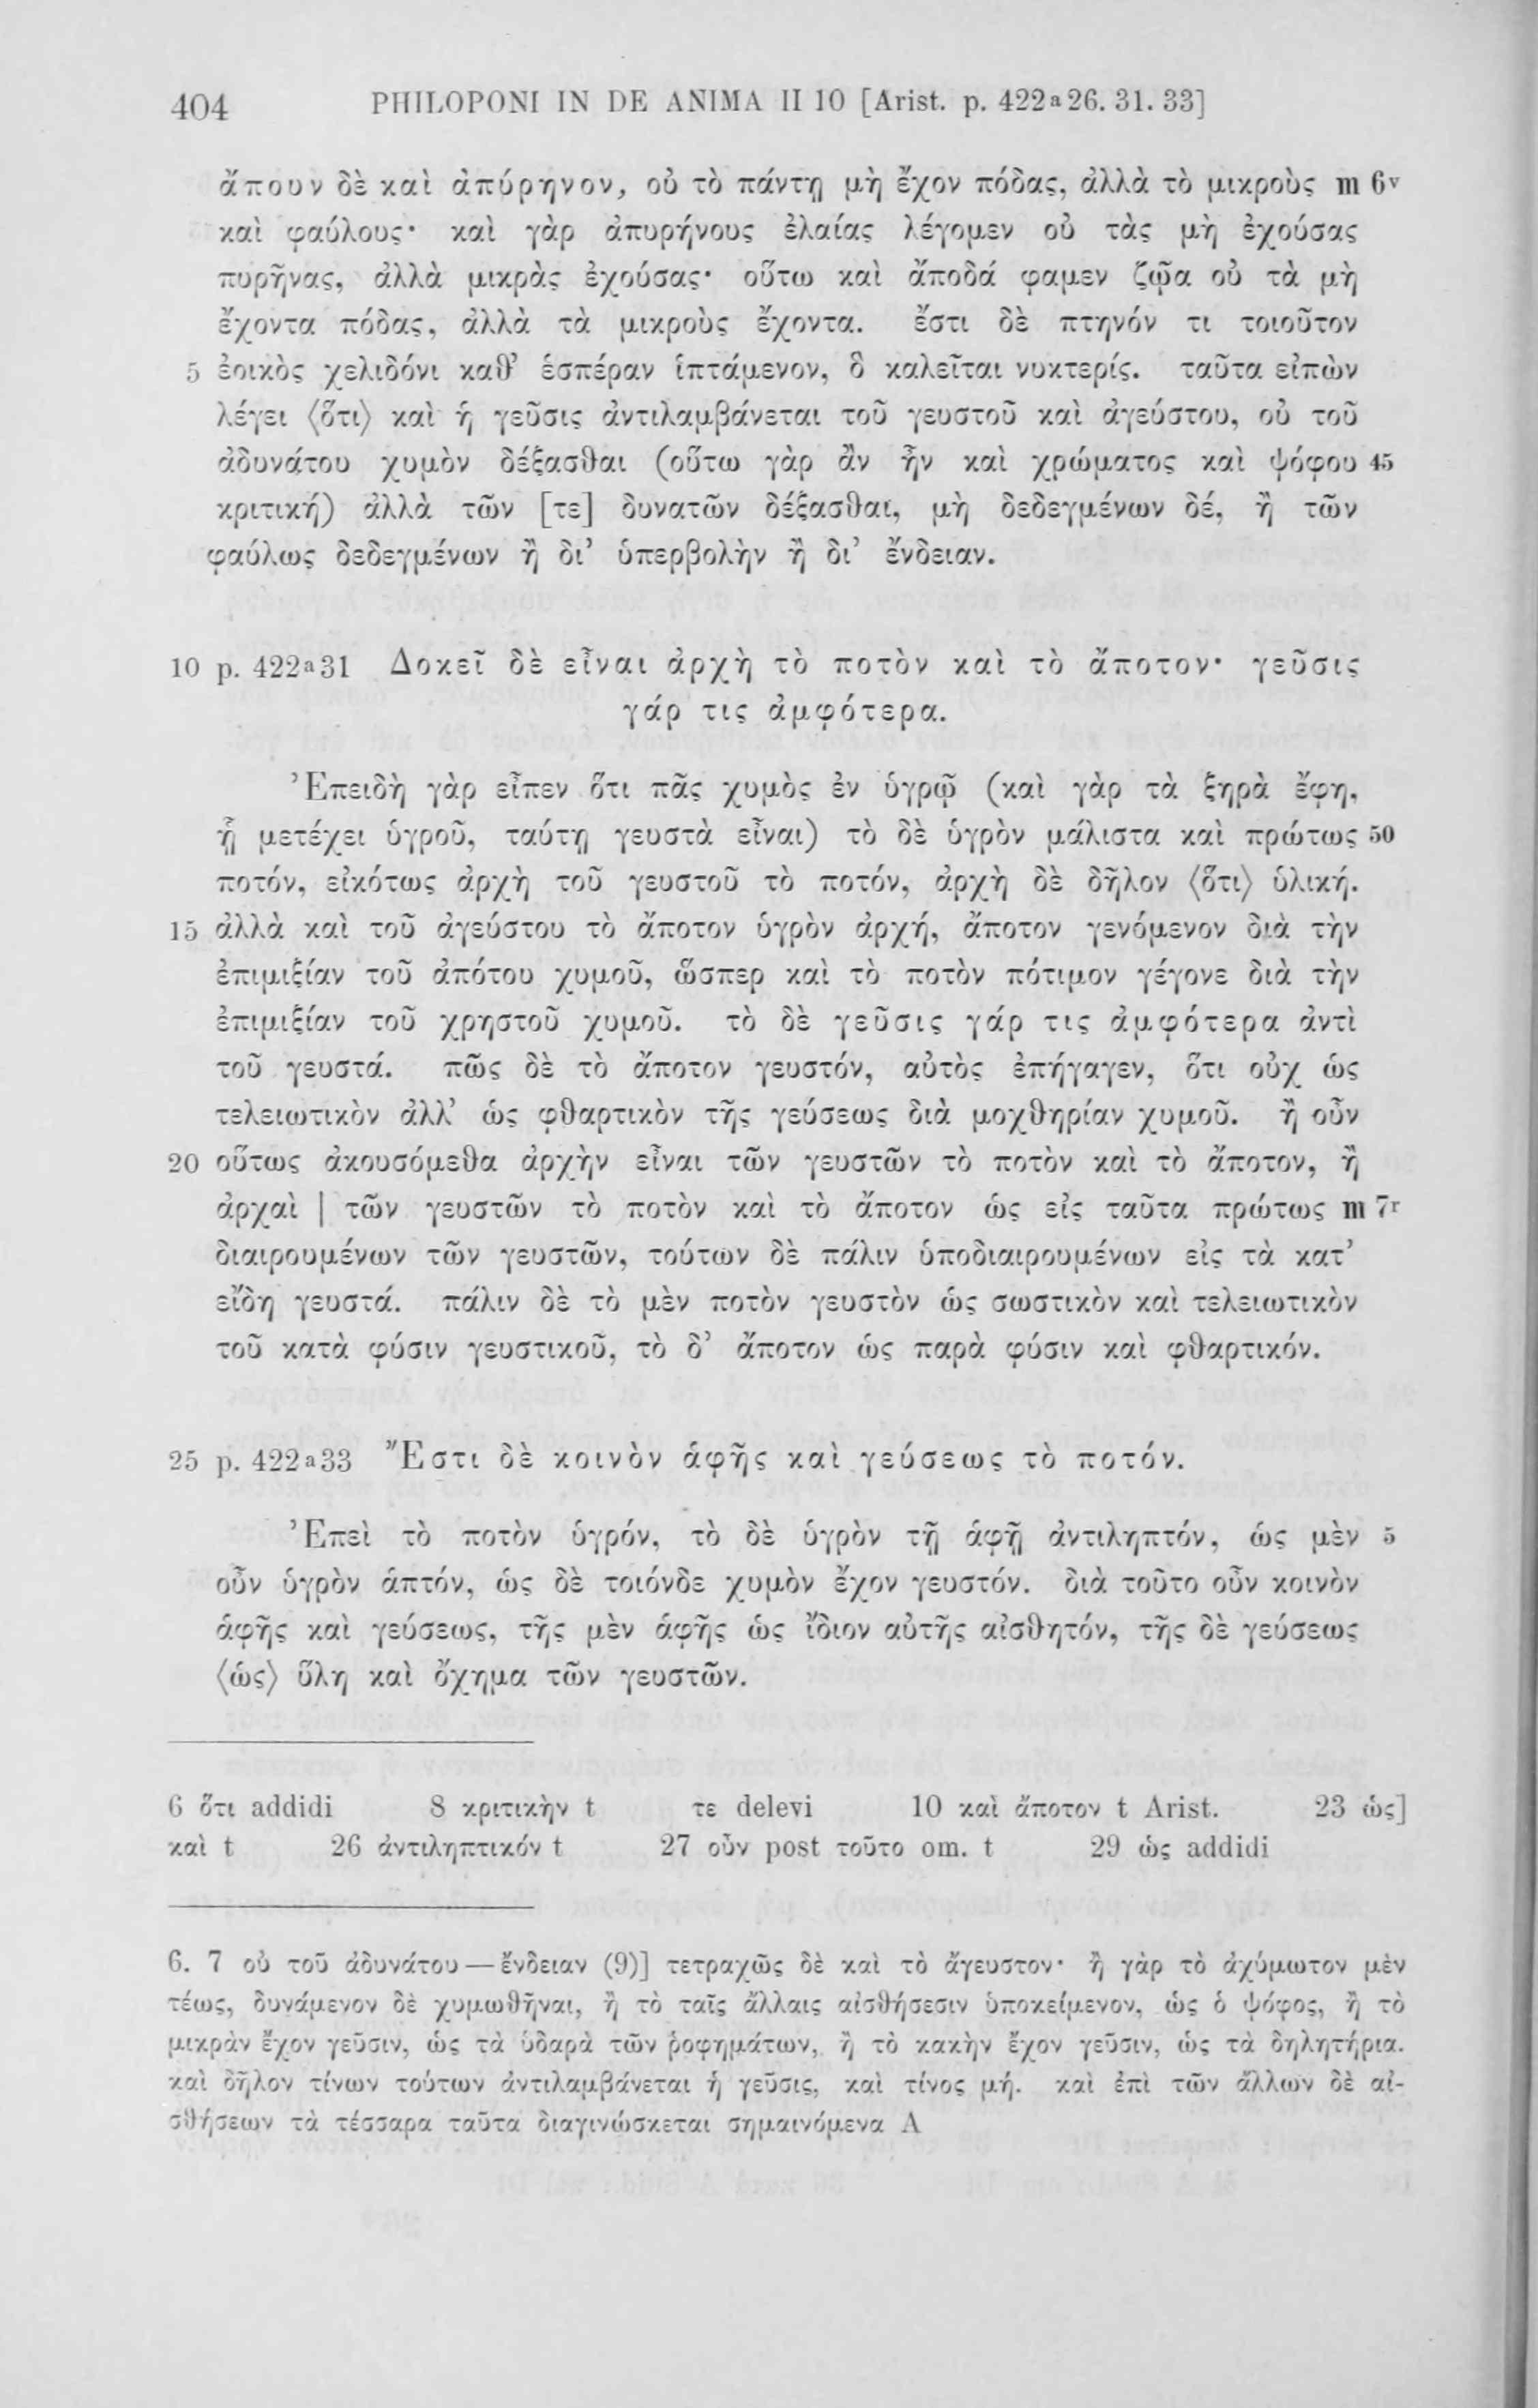 404 PHILOPONI IN DE ANIMA II 10 [Arist. p. 422ª26. 31. 33]
ἄπουν δὲ καὶ ἀπύρηνον, οὐ τὸ πάντῃ μὴ ἔχον πόδας, ἀλλὰ τὸ μικροὺς m 6ᵛ
καὶ φαύλους· καὶ γὰρ ἀπυρήνους ἐλαίας λέγομεν οὐ τὰς μὴ ἐχούσας
πυρῆνας, ἀλλὰ μικρὰς ἐχούσας· οὕτω καὶ ἄποδά φαμεν ζῷα οὐ τὰ μὴ
ἔχοντα πόδας, ἀλλὰ τὰ μικροὺς ἔχοντα. ἔστι δὲ πτηνόν τι τοιοῦτον
5 ἐοικὸς χελιδόνι καθ’ ἑσπέραν ἱπτάμενον, ὃ καλεῖται νυκτερίς. ταῦτα εἰπὼν
λέγει ⟨ὅτι⟩ καὶ ἡ γεῦσις ἀντιλαμβάνεται τοῦ γευστοῦ καὶ ἀγεύστου, οὐ τοῦ
ἀδυνάτου χυμὸν δέξασθαι (οὕτω γὰρ ἂν ἦν καὶ χρώματος καὶ ψόφου 45
κριτική) ἀλλὰ τῶν [τε] δυνατῶν δέξασθαι, μὴ δεδεγμένων δέ, ἢ τῶν
φαύλως δεδεγμένων ἢ δι’ ὑπερβολὴν ἢ δι’ ἔνδειαν.
10 p. 422ª31 Δοκεῖ δὲ εἶναι ἀρχὴ τὸ ποτὸν καὶ τὸ ἄποτον· γεῦσις
γάρ τις ἀμφότερα.
Ἐπειδὴ γὰρ εἶπεν ὅτι πᾶς χυμὸς ἐν ὑγρῷ (καὶ γὰρ τὰ ξηρὰ ἔφη,
ᾗ μετέχει ὑγροῦ, ταύτῃ γευστὰ εἶναι) τὸ δὲ ὑγρὸν μάλιστα καὶ πρώτως 50
ποτόν, εἰκότως ἀρχὴ τοῦ γευστοῦ τὸ ποτόν, ἀρχὴ δὲ δῆλον ⟨ὅτι⟩ ὑλική.
15 ἀλλὰ καὶ τοῦ ἀγεύστου τὸ ἄποτον ὑγρὸν ἀρχή, ἄποτον γενόμενον διὰ τὴν
ἐπιμιξίαν τοῦ ἀπότου χυμοῦ, ὥσπερ καὶ τὸ ποτὸν πότιμον γέγονε διὰ τὴν
ἐπιμιξίαν τοῦ χρηστοῦ χυμοῦ. τὸ δὲ γεῦσις γάρ τις ἀμφότερα ἀντὶ
τοῦ γευστά. πῶς δὲ τὸ ἄποτον γευστόν, αὐτὸς ἐπήγαγεν, ὅτι οὐχ ὡς
τελειωτικὸν ἀλλ’ ὡς φθαρτικὸν τῆς γεύσεως διὰ μοχθηρίαν χυμοῦ. ἢ οὖν
20 οὕτως ἀκουσόμεθα ἀρχὴν εἶναι τῶν γευστῶν τὸ ποτὸν καὶ τὸ ἄποτον, ἢ
ἀρχαὶ | τῶν γευστῶν τὸ ποτὸν καὶ τὸ ἄποτον ὡς εἰς ταῦτα πρώτως m 7ʳ
διαιρουμένων τῶν γευστῶν, τούτων δὲ πάλιν ὑποδιαιρουμένων εἰς τὰ κατ’
εἴδη γευστά. πάλιν δὲ τὸ μὲν ποτὸν γευστὸν ὡς σωστικὸν καὶ τελειωτικὸν
τοῦ κατὰ φύσιν γευστικοῦ, τὸ δ’ ἄποτον ὡς παρὰ φύσιν καὶ φθαρτικόν.
25 p. 422ª33 Ἔστι δὲ κοινὸν ἁφῆς καὶ γεύσεως τὸ ποτόν.
Ἐπεὶ τὸ ποτὸν ὑγρόν, τὸ δὲ ὑγρὸν τῇ ἁφῇ ἀντιληπτόν, ὡς μὲν 5
οὖν ὑγρὸν ἁπτόν, ὡς δὲ τοιόνδε χυμὸν ἔχον γευστόν. διὰ τοῦτο οὖν κοινὸν
ἁφῆς καὶ γεύσεως, τῆς μὲν ἁφῆς ὡς ἴδιον αὐτῆς αἰσθητόν, τῆς δὲ γεύσεως
⟨ὡς⟩ ὕλη καὶ ὄχημα τῶν γευστῶν.
6 ὅτι addidi 8 κριτικὴν t τε delevi 10 καὶ ἄποτον t Arist. 23 ὡς]
καὶ t 26 ἀντιληπτικόν t 27 οὖν post τοῦτο om. t 29 ὡς addidi
6. 7 οὐ τοῦ ἀδυνάτου — ἔνδειαν (9)] τετραχῶς δὲ καὶ τὸ ἄγευστον· ἢ γὰρ τὸ ἀχύμωτον μὲν
τέως, δυνάμενον δὲ χυμωθῆναι, ἢ τὸ ταῖς ἄλλαις αἰσθήσεσιν ὑποκείμενον, ὡς ὁ ψόφος, ἢ τὸ
μικρὰν ἔχον γεῦσιν, ὡς τὰ ὑδαρὰ τῶν ῥοφημάτων, ἢ τὸ κακὴν ἔχον γεῦσιν, ὡς τὰ δηλητήρια.
καὶ δῆλον τίνων τούτων ἀντιλαμβάνεται ἡ γεῦσις, καὶ τίνος μή. καὶ ἐπὶ τῶν ἄλλων δὲ αἰ-
σθήσεων τὰ τέσσαρα ταῦτα διαγινώσκεται σημαινόμενα A